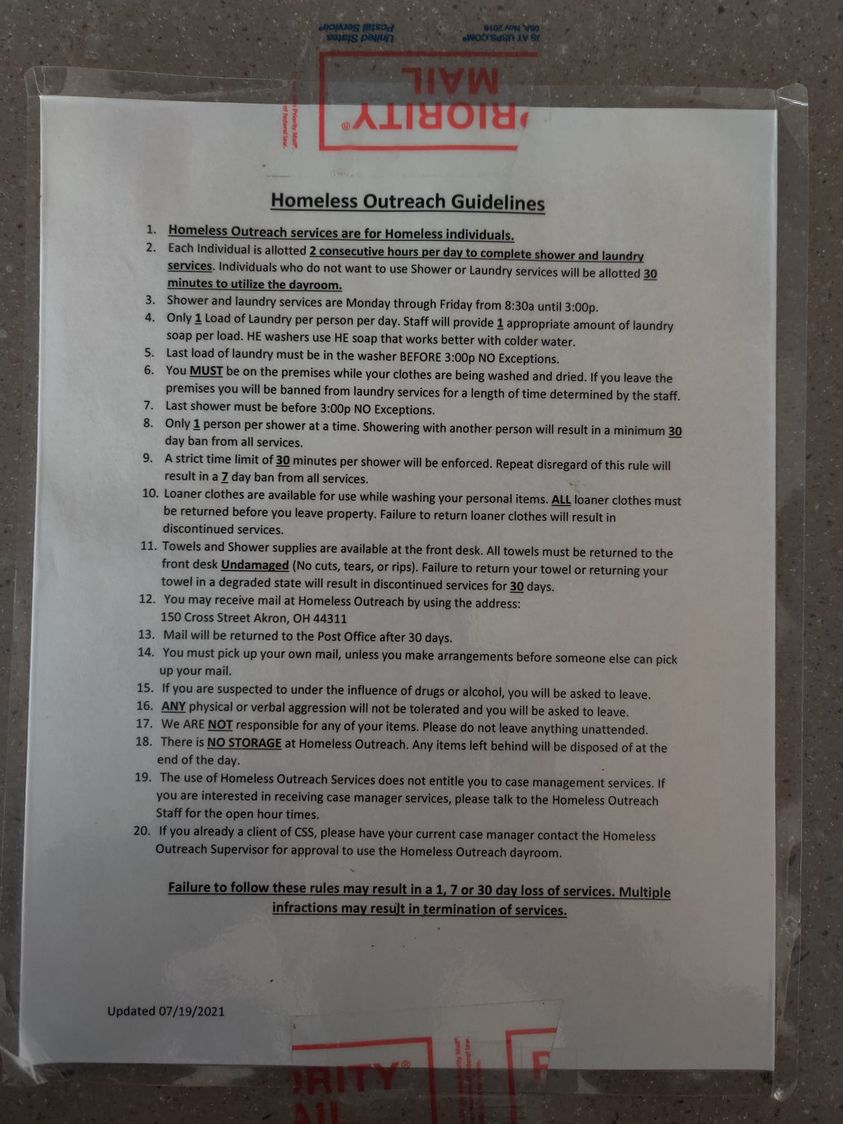 United States
Postal Service®
US AT USPS.COM®
PRIORITY®
MAIL
Homeless Outreach Guidelines
1. Homeless Outreach services are for Homeless individuals.
2. Each Individual is allotted 2 consecutive hours per day to complete shower and laundry
services. Individuals who do not want to use Shower or Laundry services will be allotted 30
minutes to utilize the dayroom.
3. Shower and laundry services are Monday through Friday from 8:30a until 3:00p.
4. Only 1 Load of Laundry per person per day. Staff will provide 1 appropriate amount of laundry
soap per load. HE washers use HE soap that works better with colder water.
5. Last load of laundry must be in the washer BEFORE 3:00p NO Exceptions.
6. You MUST be on the premises while your clothes are being washed and dried. If you leave the
premises you will be banned from laundry services for a length of time determined by the staff.
7. Last shower must be before 3:00p NO Exceptions.
8. Only 1 person per shower at a time. Showering with another person will result in a minimum 30
day ban from all services.
9. A strict time limit of 30 minutes per shower will be enforced. Repeat disregard of this rule will
result in a 7 day ban from all services.
10. Loaner clothes are available for use while washing your personal items. ALL loaner clothes must
be returned before you leave property. Failure to return loaner clothes will result in
discontinued services.
11. Towels and Shower supplies are available at the front desk. All towels must be returned to the
front desk Undamaged (No cuts, tears, or rips). Failure to return your towel or returning your
towel in a degraded state will result in discontinued services for 30 days.
12. You may receive mail at Homeless Outreach by using the address:
150 Cross Street Akron, OH 44311
13. Mail will be returned to the Post Office after 30 days.
14. You must pick up your own mail, unless you make arrangements before someone else can pick
up your mail.
15. If you are suspected to under the influence of drugs or alcohol, you will be asked to leave.
16. ANY physical or verbal aggression will not be tolerated and you will be asked to leave.
17. We ARE NOT responsible for any of your items. Please do not leave anything unattended.
18. There is NO STORAGE at Homeless Outreach. Any items left behind will be disposed of at the
end of the day.
19. The use of Homeless Outreach Services does not entitle you to case management services. If
you are interested in receiving case manager services, please talk to the Homeless Outreach
Staff for the open hour times.
20. If you already a client of CSS, please have your current case manager contact the Homeless
Outreach Supervisor for approval to use the Homeless Outreach dayroom.
Failure to follow these rules may result in a 1, 7 or 30 day loss of services. Multiple
infractions may result in termination of services.
Updated 07/19/2021
RITY®
AIL